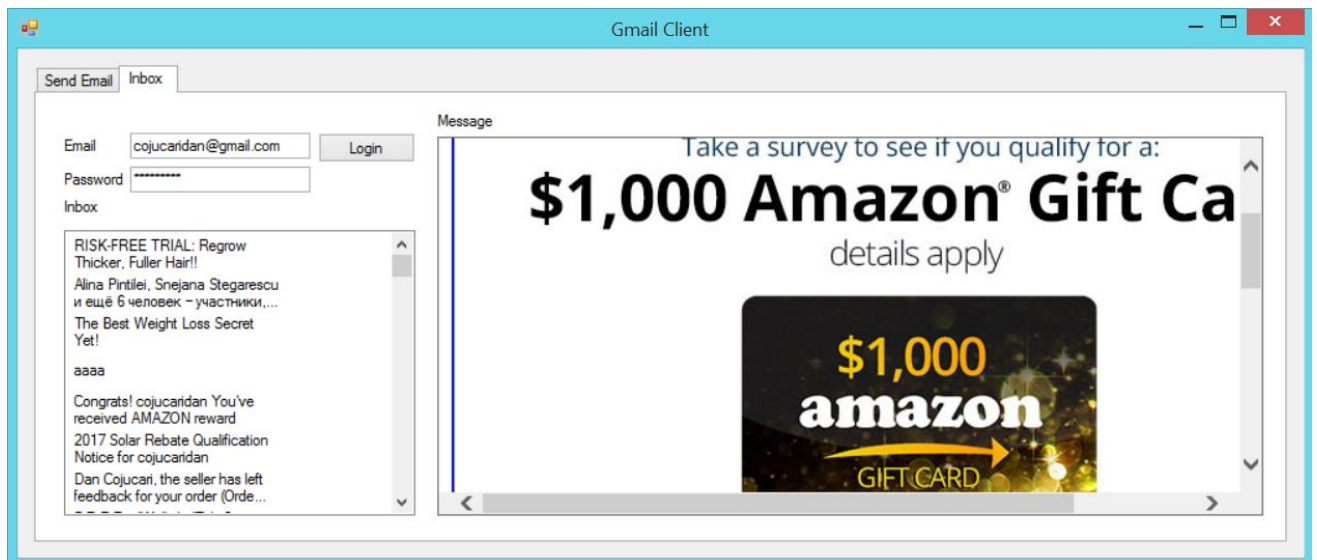 Gmail Client
Send Email
Inbox
Email
cojucaridan@gmail.com
Login
Password
*********
Inbox
RISK-FREE TRIAL: Regrow
Thicker, Fuller Hair!!
Alina Pintilei, Snejana Stegarescu
и ещё 6 человек – участники,...
The Best Weight Loss Secret
Yet!
aaaa
Congrats! cojucaridan You've
received AMAZON reward
2017 Solar Rebate Qualification
Notice for cojucaridan
Dan Cojucari, the seller has left
feedback for your order (Orde...
Message
Take a survey to see if you qualify for a:
$1,000 Amazon® Gift Ca
details apply
$1,000
amazon
GIFT CARD